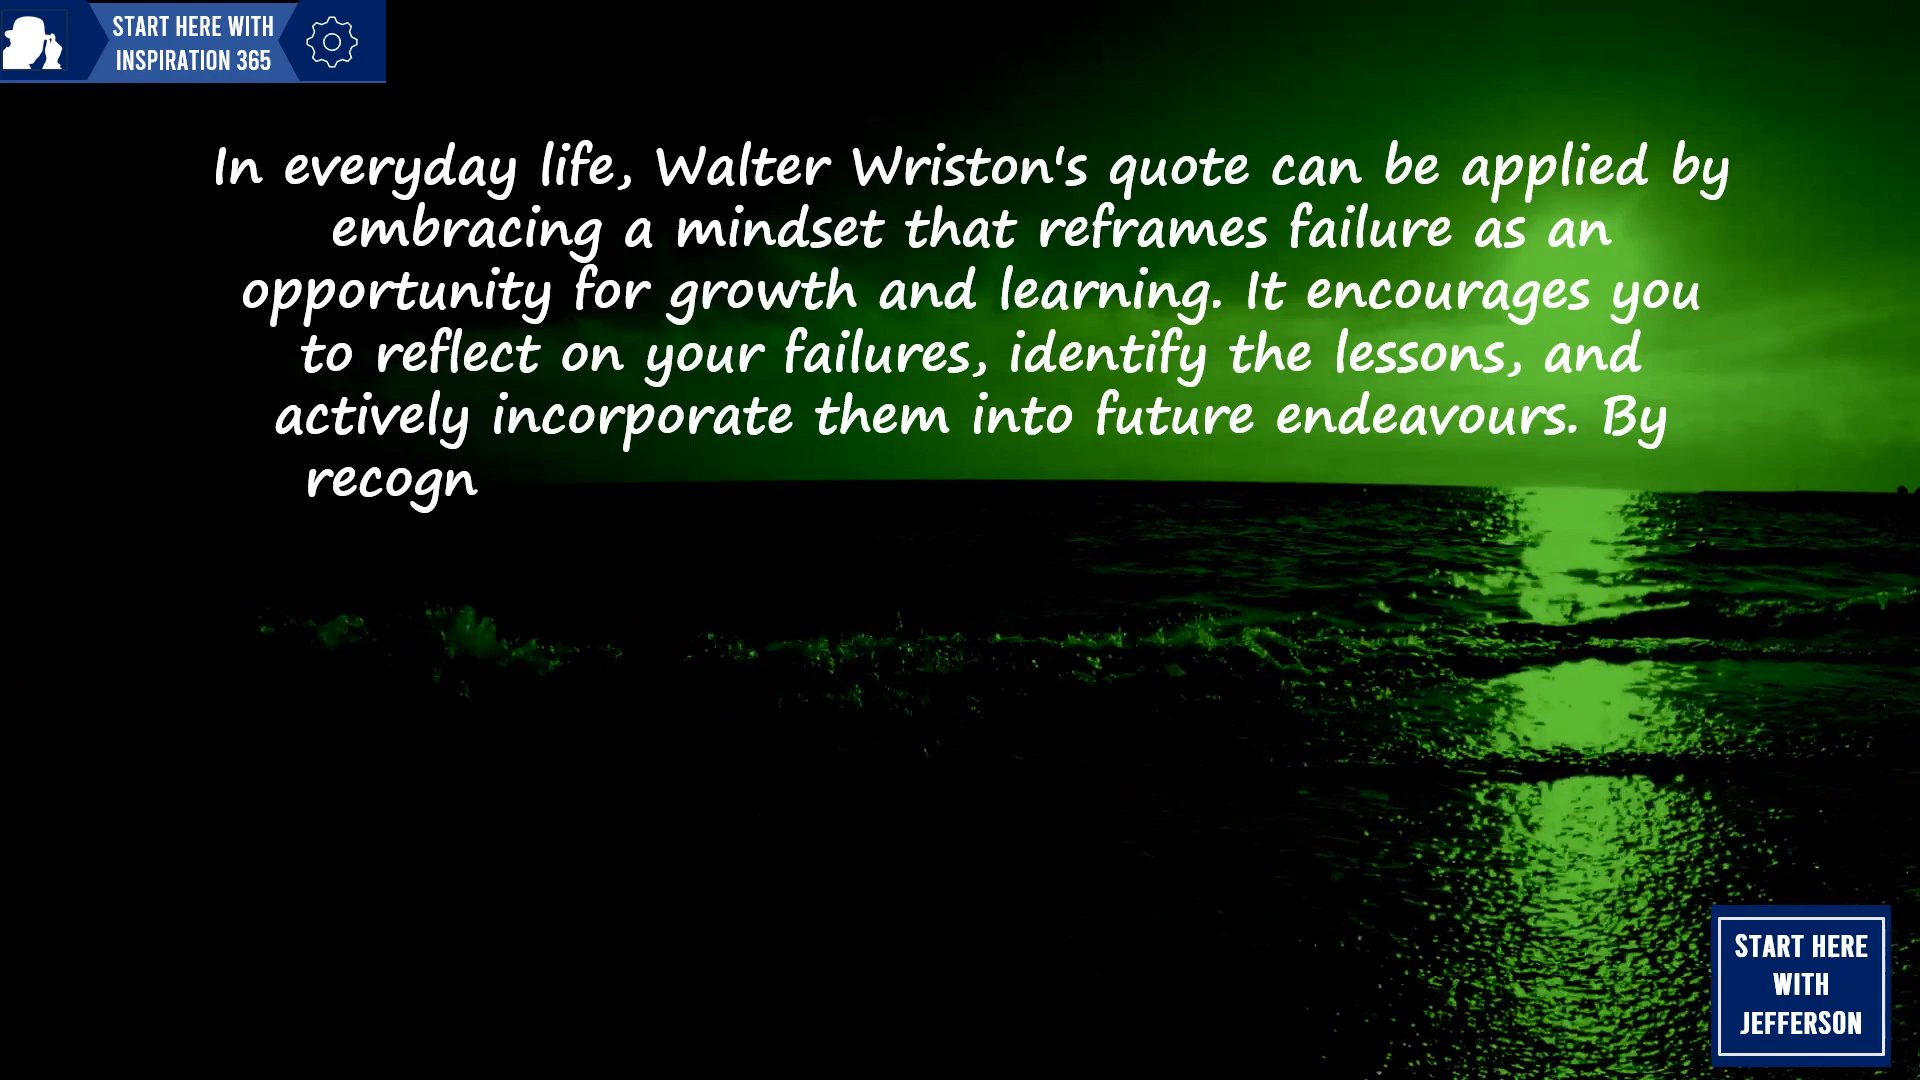 START HERE WITH
INSPIRATION 365
In everyday life, Walter Wriston's quote can be applied by
embracing a mindset that reframes failure as an
opportunity for growth and learning. It encourages you
to reflect on your failures, identify the lessons, and
actively incorporate them into future endeavours. By
recogn
START HERE
WITH
JEFFERSON